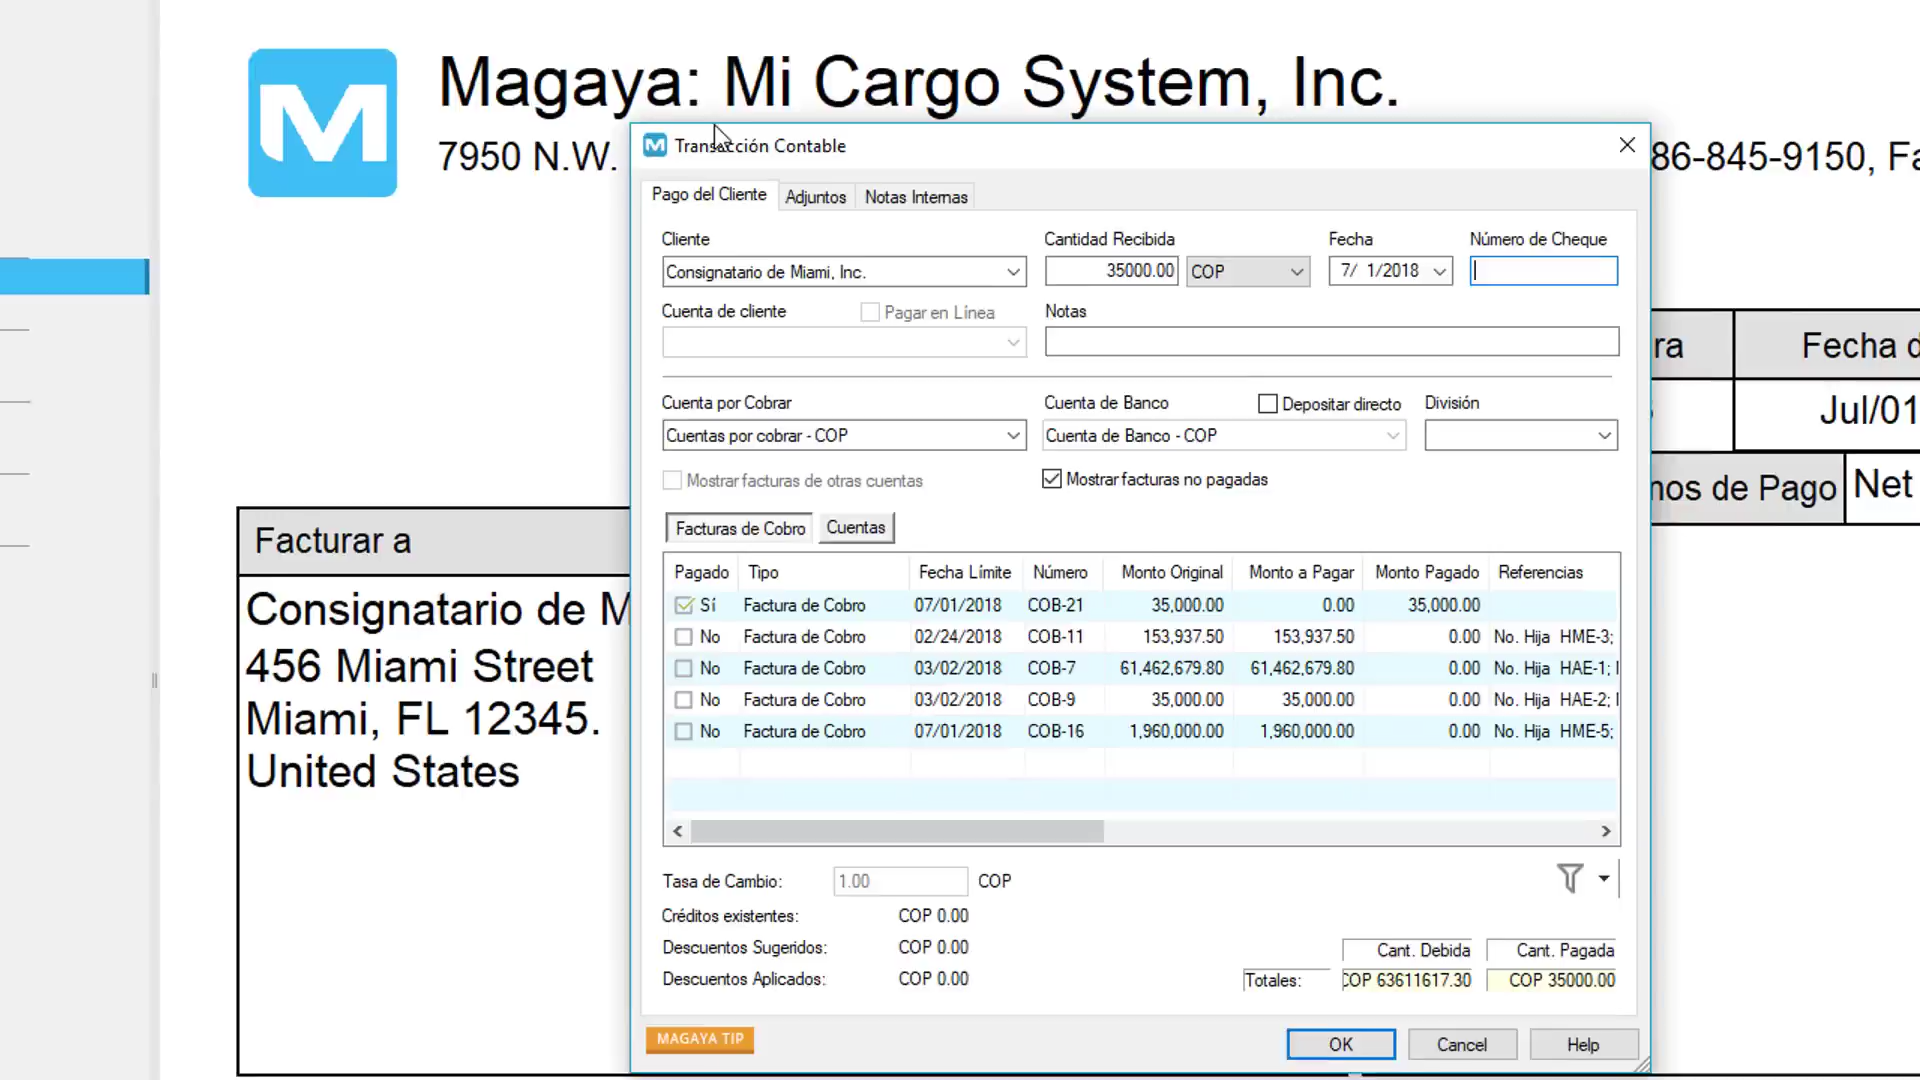 Magaya: Mi Cargo System, Inc.
7950 N.W.
86-845-9150, Fa
Transacción Contable
Pago del Cliente Adjuntos Notas Internas
Cliente Cantidad Recibida Fecha Número de Cheque
Consignatario de Miami, Inc. 35000.00 COP 7/ 1/2018
Cuenta de cliente Pagar en Línea Notas
ra Fecha d
Cuenta por Cobrar Cuenta de Banco Depositar directo División
Jul/01
Cuentas por cobrar - COP Cuenta de Banco - COP
Mostrar facturas de otras cuentas Mostrar facturas no pagadas
nos de Pago Net
Facturas de Cobro Cuentas
Facturar a
Pagado Tipo Fecha Límite Número Monto Original Monto a Pagar Monto Pagado Referencias
Sí Factura de Cobro 07/01/2018 COB-21 35,000.00 0.00 35,000.00
No Factura de Cobro 02/24/2018 COB-11 153,937.50 153,937.50 0.00 No. Hija HME-3;
No Factura de Cobro 03/02/2018 COB-7 61,462,679.80 61,462,679.80 0.00 No. Hija HAE-1;
No Factura de Cobro 03/02/2018 COB-9 35,000.00 35,000.00 0.00 No. Hija HAE-2;
No Factura de Cobro 07/01/2018 COB-16 1,960,000.00 1,960,000.00 0.00 No. Hija HME-5;
Consignatario de M
456 Miami Street
Miami, FL 12345.
United States
Tasa de Cambio: 1.00 COP
Créditos existentes: COP 0.00
Descuentos Sugeridos: COP 0.00
Descuentos Aplicados: COP 0.00
Cant. Debida Cant. Pagada
Totales: COP 63611617.30 COP 35000.00
MAGAYA TIP
OK Cancel Help